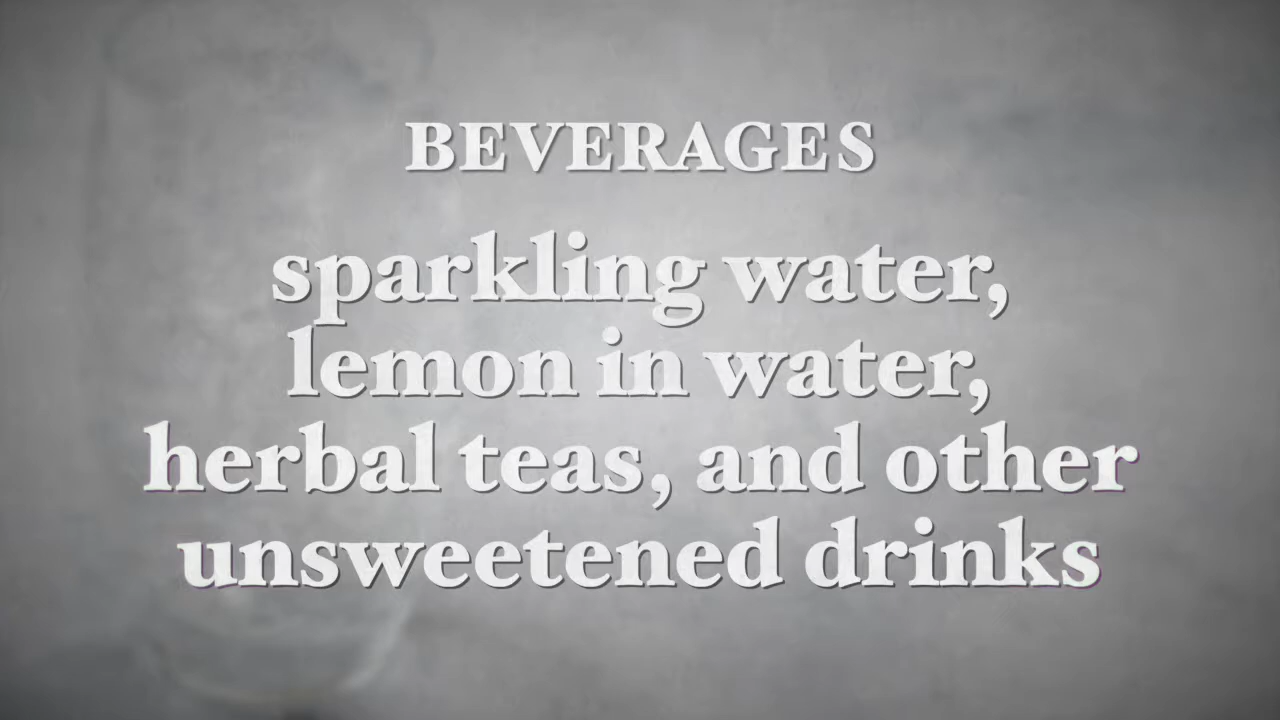 BEVERAGES
sparkling water,
lemon in water,
herbal teas, and other
unsweetened drinks